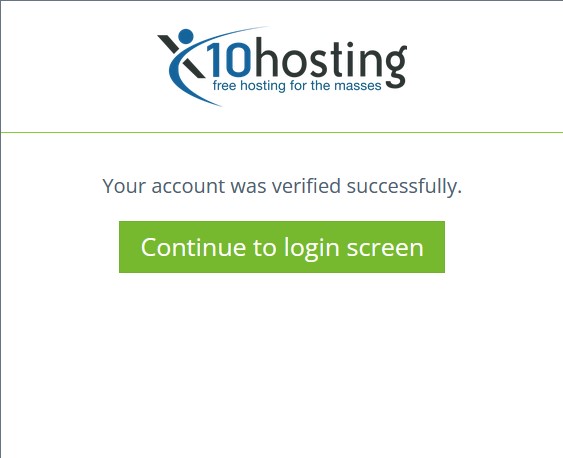 x10hosting
free hosting for the masses
Your account was verified successfully.
Continue to login screen